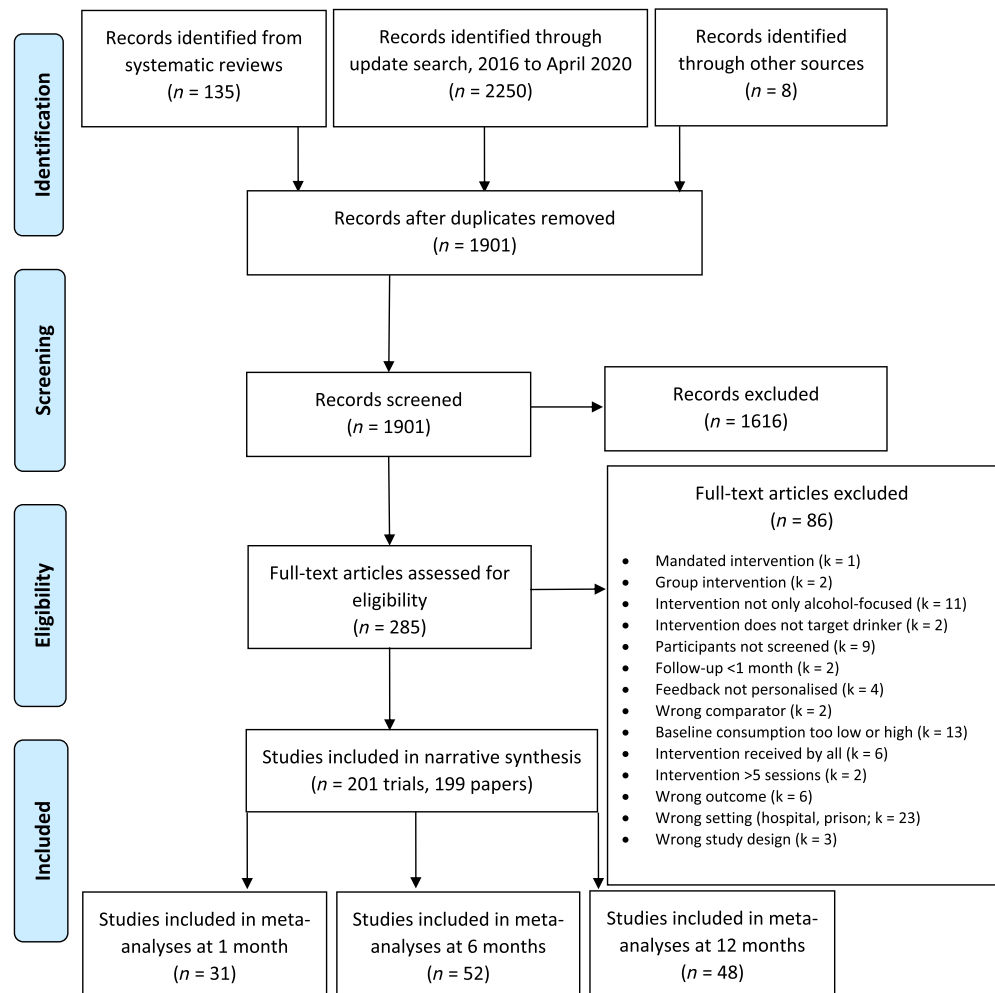 Identification
Records identified from
systematic reviews
(n = 135)
Records identified through
update search, 2016 to April 2020
(n = 2250)
Records identified
through other sources
(n = 8)
Records after duplicates removed
(n = 1901)
Screening
Records screened
(n = 1901)
Records excluded
(n = 1616)
Eligibility
Full-text articles assessed for
eligibility
(n = 285)
Full-text articles excluded
(n = 86)
• Mandated intervention (k = 1)
• Group intervention (k = 2)
• Intervention not only alcohol-focused (k = 11)
• Intervention does not target drinker (k = 2)
• Participants not screened (k = 9)
• Follow-up <1 month (k = 2)
• Feedback not personalised (k = 4)
• Wrong comparator (k = 2)
• Baseline consumption too low or high (k = 13)
• Intervention received by all (k = 6)
• Intervention >5 sessions (k = 2)
• Wrong outcome (k = 6)
• Wrong setting (hospital, prison; k = 23)
• Wrong study design (k = 3)
Included
Studies included in narrative synthesis
(n = 201 trials, 199 papers)
Studies included in meta-
analyses at 1 month
(n = 31)
Studies included in meta-
analyses at 6 months
(n = 52)
Studies included in meta-
analyses at 12 months
(n = 48)